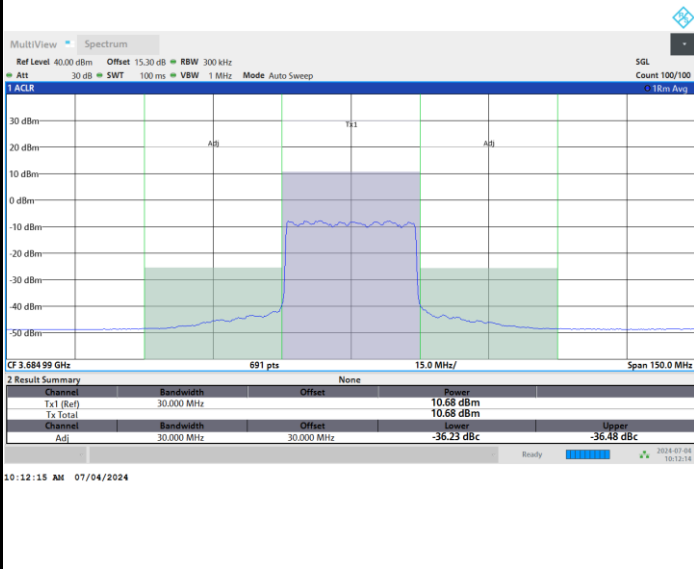 MultiView Spectrum
Ref Level 40.00 dBm Offset 15.30 dB RBW 300 kHz SGL
Att 30 dB SWT 100 ms VBW 1 MHz Mode Auto Sweep Count 100/100
1 ACLR 1Rm Avg
30 dBm
Tx1
20 dBm
Adj Adj
10 dBm
0 dBm
-10 dBm
-20 dBm
-30 dBm
-40 dBm
-50 dBm
CF 3.684 99 GHz 691 pts 15.0 MHz/ Span 150.0 MHz
2 Result Summary None
Channel Bandwidth Offset Power
Tx1 (Ref) 30.000 MHz 10.68 dBm
Tx Total 10.68 dBm
Channel Bandwidth Offset Lower Upper
Adj 30.000 MHz 30.000 MHz -36.23 dBc -36.48 dBc
Ready 2024-07-04
10:12:14
10:12:15 AM 07/04/2024